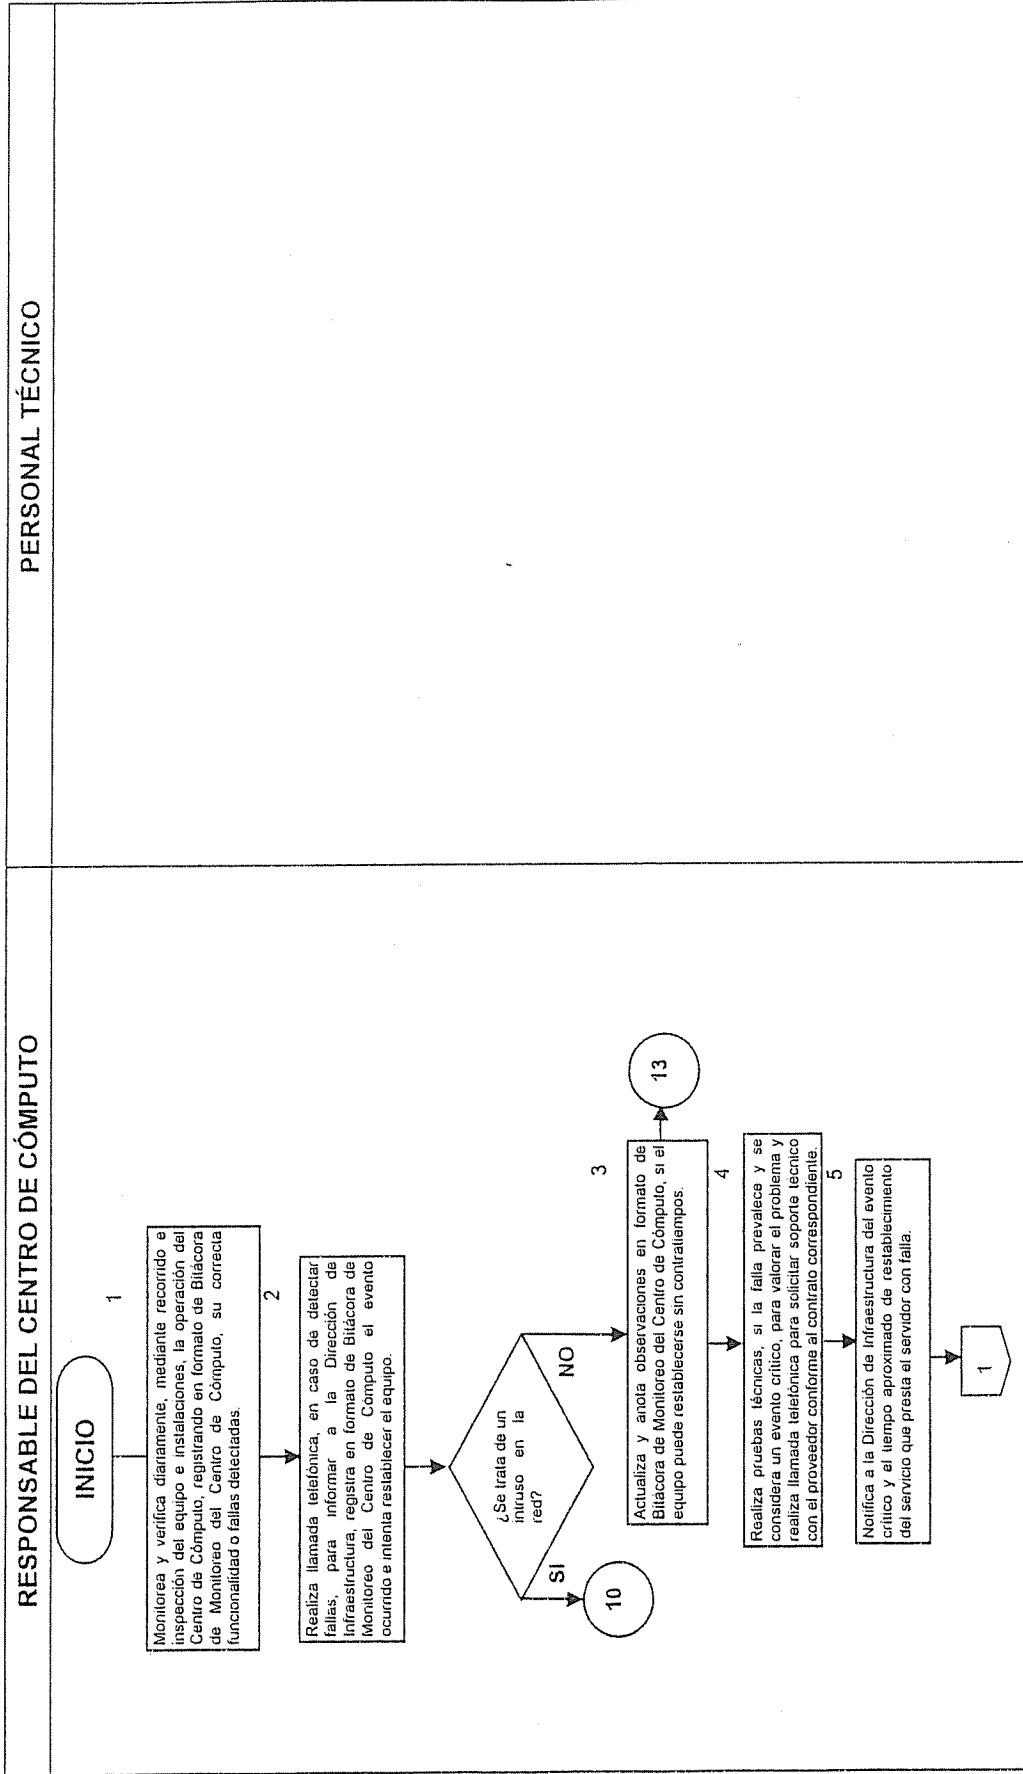 RESPONSABLE DEL CENTRO DE CÓMPUTO
PERSONAL TÉCNICO
INICIO
1
Monitorea y verifica diariamente, mediante recorrido e
inspección del equipo e instalaciones, la operación del
Centro de Cómputo, registrando en formato de Bitácora
de Monitoreo del Centro de Cómputo, su correcta
funcionalidad o fallas detectadas.
2
Realiza llamada telefónica, en caso de detectar
fallas, para informar a la Dirección de
Infraestructura, registra en formato de Bitácora de
Monitoreo del Centro de Cómputo el evento
ocurrido e intenta restablecer el equipo.
¿Se trata de un
intruso en la
red?
SI
NO
10
3
Actualiza y anota observaciones en formato de
Bitácora de Monitoreo del Centro de Cómputo, si el
equipo puede restablecerse sin contratiempos.
13
4
Realiza pruebas técnicas, si la falla prevalece y se
considera un evento crítico, para valorar el problema y
realiza llamada telefónica para solicitar soporte técnico
con el proveedor conforme al contrato correspondiente.
5
Notifica a la Dirección de Infraestructura del evento
crítico y el tiempo aproximado de restablecimiento
del servicio que presta el servidor con falla.
1